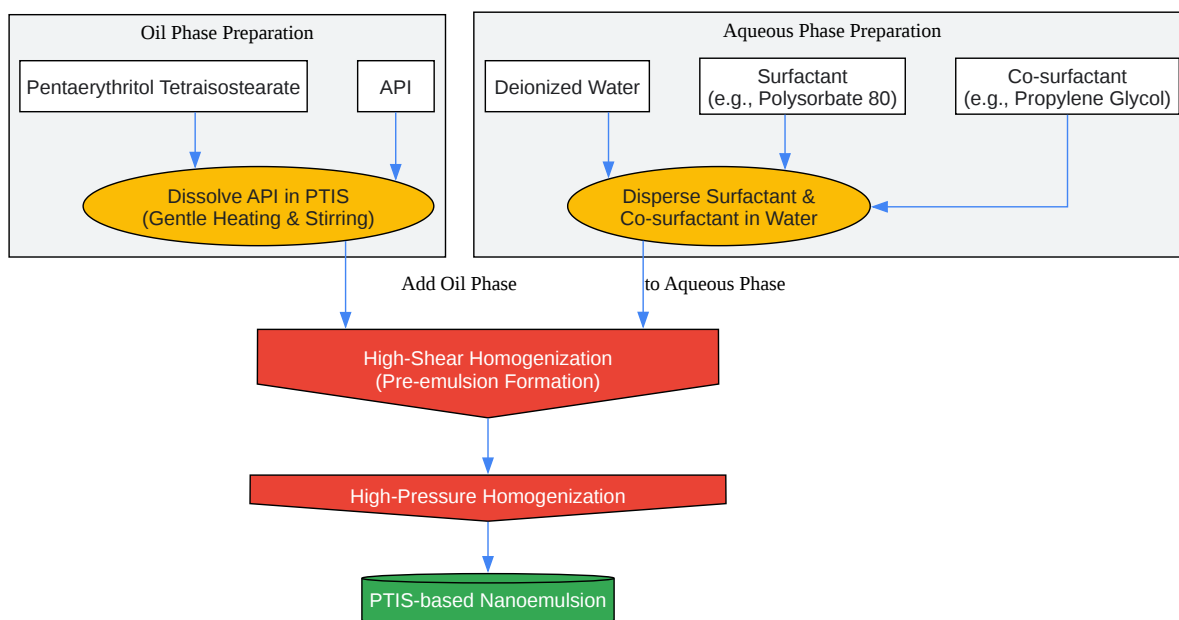 Oil Phase Preparation
Pentaerythritol Tetraisostearate
API
Dissolve API in PTIS
(Gentle Heating & Stirring)
Aqueous Phase Preparation
Deionized Water
Surfactant
(e.g., Polysorbate 80)
Co-surfactant
(e.g., Propylene Glycol)
Disperse Surfactant &
Co-surfactant in Water
Add Oil Phase
to Aqueous Phase
High-Shear Homogenization
(Pre-emulsion Formation)
High-Pressure Homogenization
PTIS-based Nanoemulsion